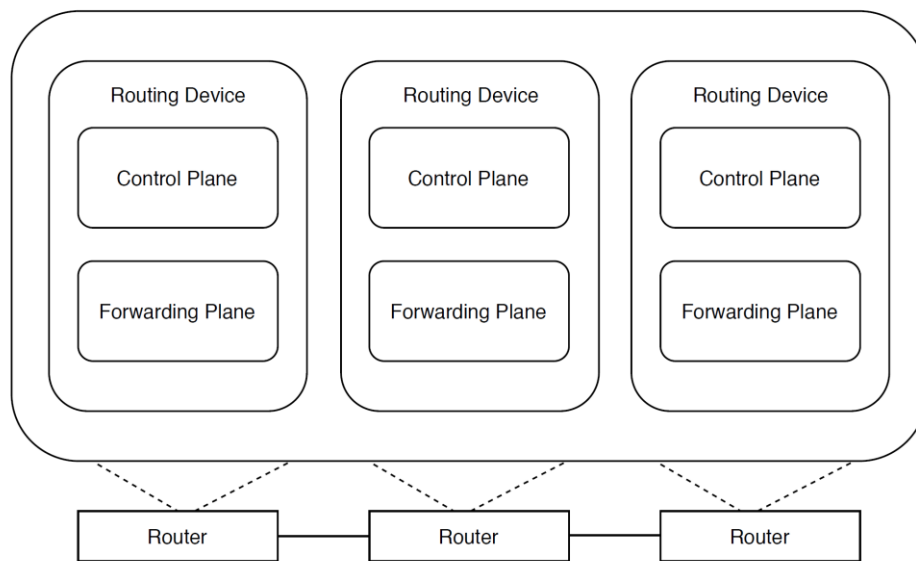 Routing Device
Routing Device
Routing Device
Control Plane
Control Plane
Control Plane
Forwarding Plane
Forwarding Plane
Forwarding Plane
Router
Router
Router